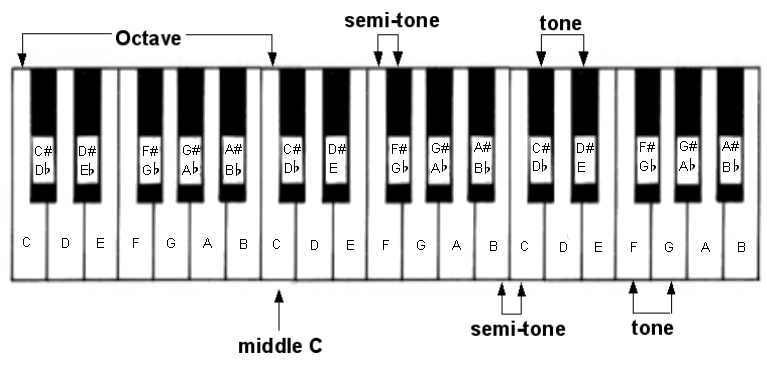 semi-tone tone
Octave
C# D# F# G# A# C# D# F# G# A# C# D# F# G# A#
D♭ E♭ G♭ A♭ B♭ D♭ E G♭ A♭ B♭ D♭ E G♭ A♭ B♭
C D E F G A B C D E F G A B C D E F G A B
semi-tone tone
middle C